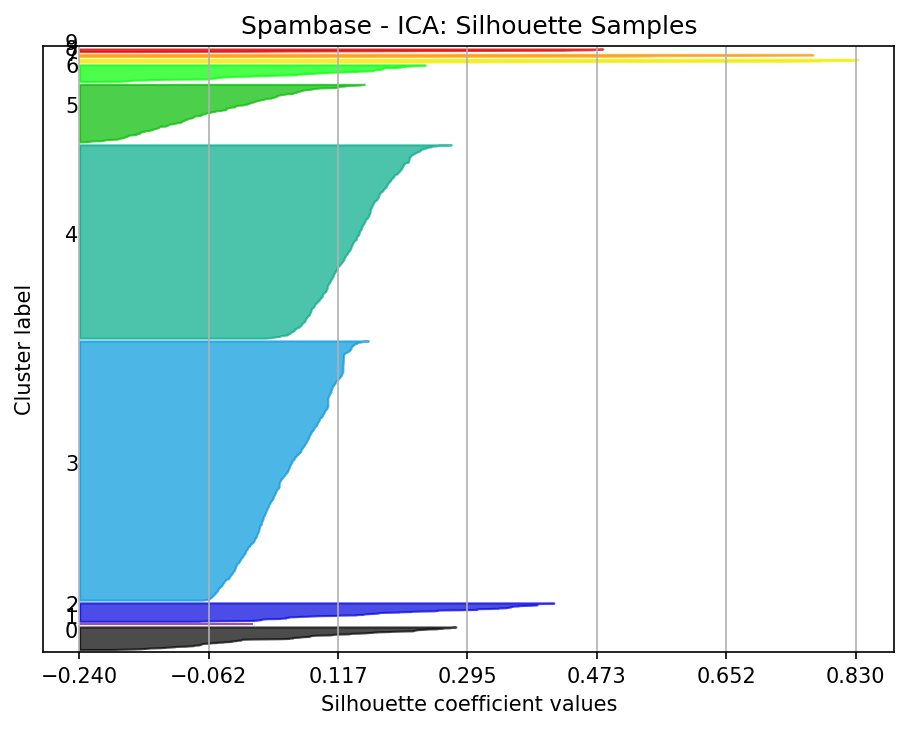 Spambase - ICA: Silhouette Samples
9
6
5
4
3
2
1
0
Cluster label
−0.240 −0.062 0.117 0.295 0.473 0.652 0.830
Silhouette coefficient values